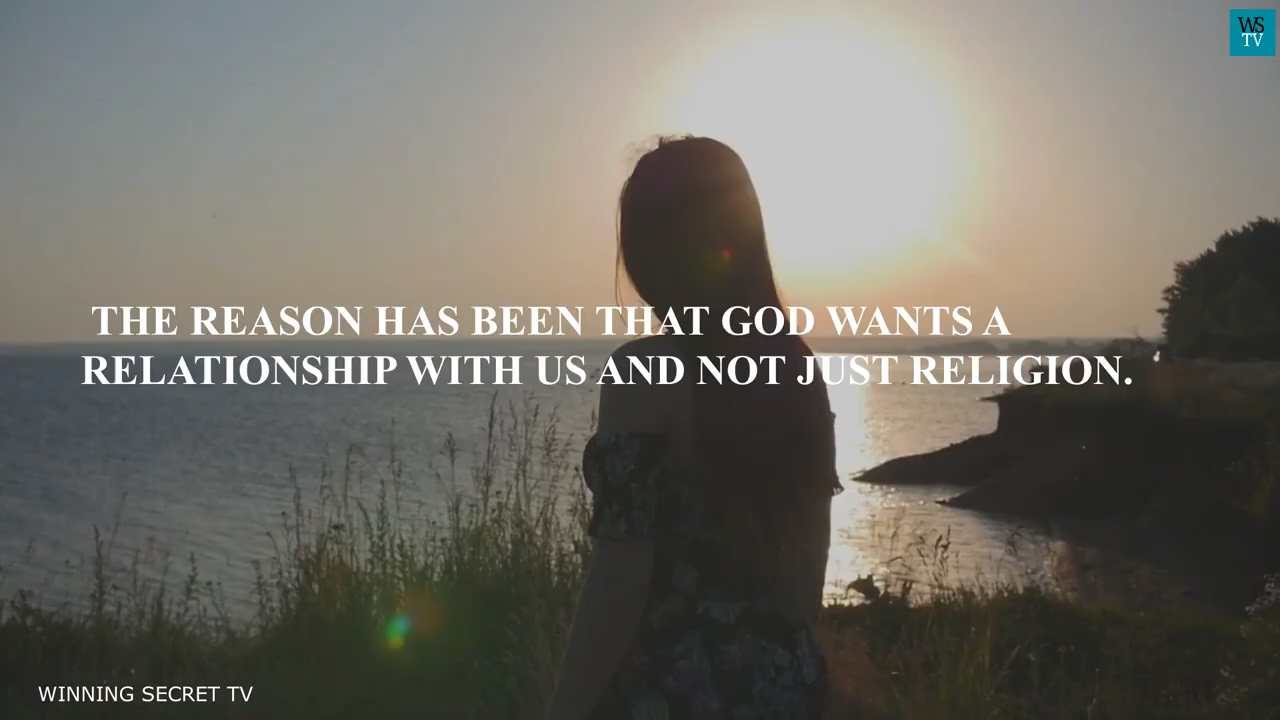 WS
TV
THE REASON HAS BEEN THAT GOD WANTS A
RELATIONSHIP WITH US AND NOT JUST RELIGION.
WINNING SECRET TV